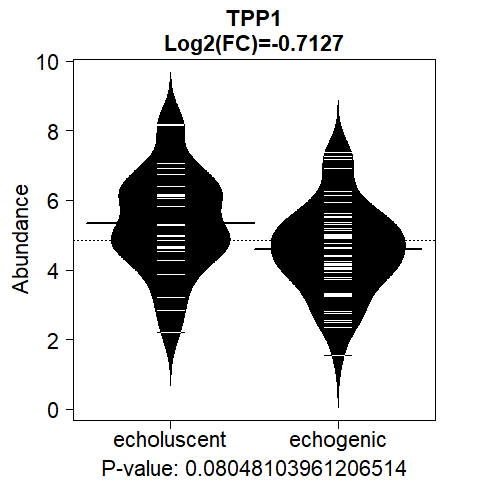 TPP1
Log2(FC)=-0.7127
Abundance
10
8
6
4
2
0
echoluscent echogenic
P-value: 0.08048103961206514